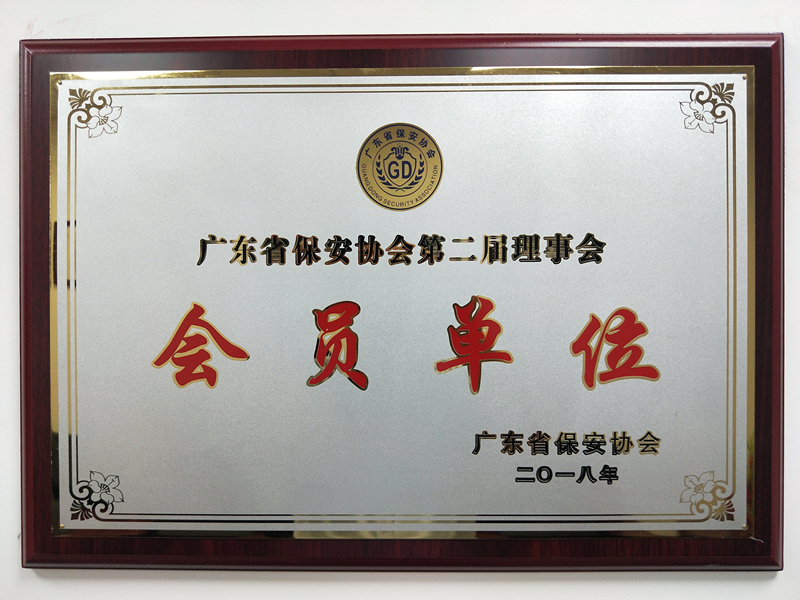 广东省保安协会
GD
GUANGDONG SECURITY ASSOCIATION
广东省保安协会第二届理事会
会员单位
广东省保安协会
二〇一八年